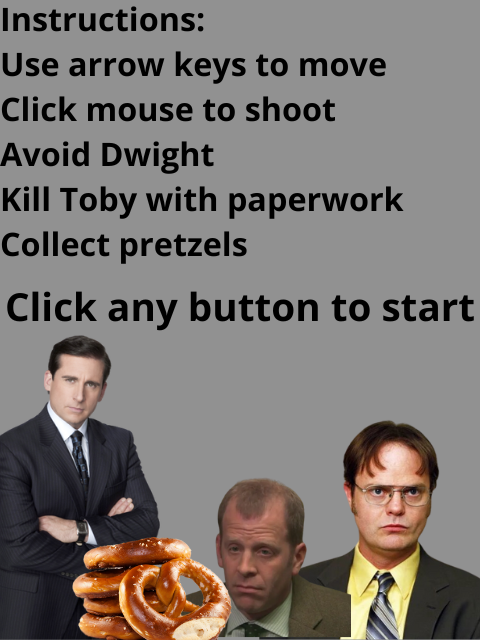 Instructions:
Use arrow keys to move
Click mouse to shoot
Avoid Dwight
Kill Toby with paperwork
Collect pretzels
Click any button to start